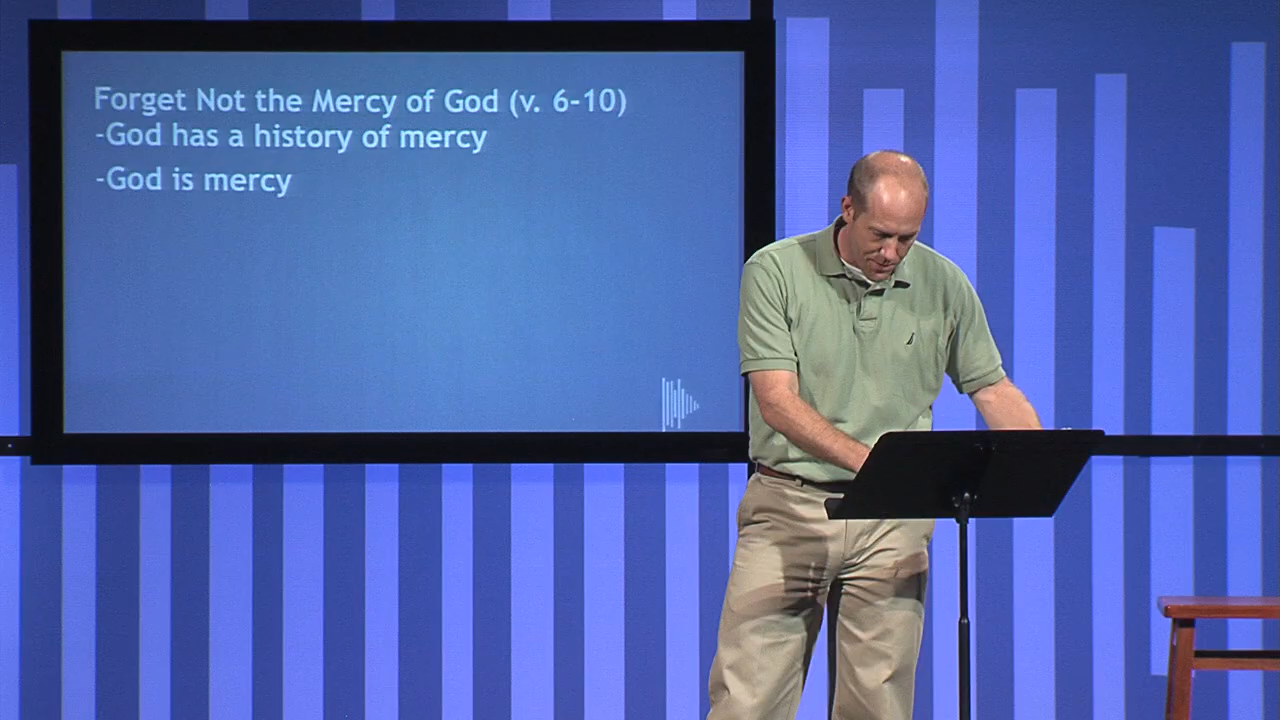 Forget Not the Mercy of God (v. 6-10)
-God has a history of mercy
-God is mercy